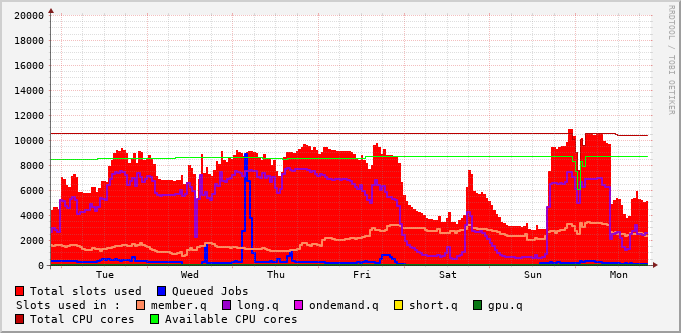 20000
18000
16000
14000
12000
10000
8000
6000
4000
2000
0
Tue Wed Thu Fri Sat Sun Mon
RRDTOOL / TOBI OETIKER
Total slots used Queued Jobs
Slots used in : member.q long.q ondemand.q short.q gpu.q
Total CPU cores Available CPU cores